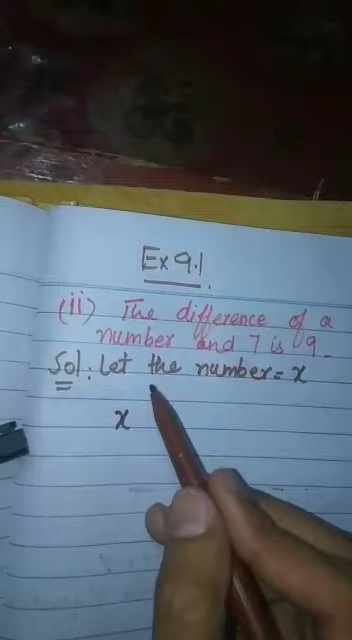 Ex 9.1.
(ii) The difference of a
number and 7 is 9.
Sol: Let the number = x
x